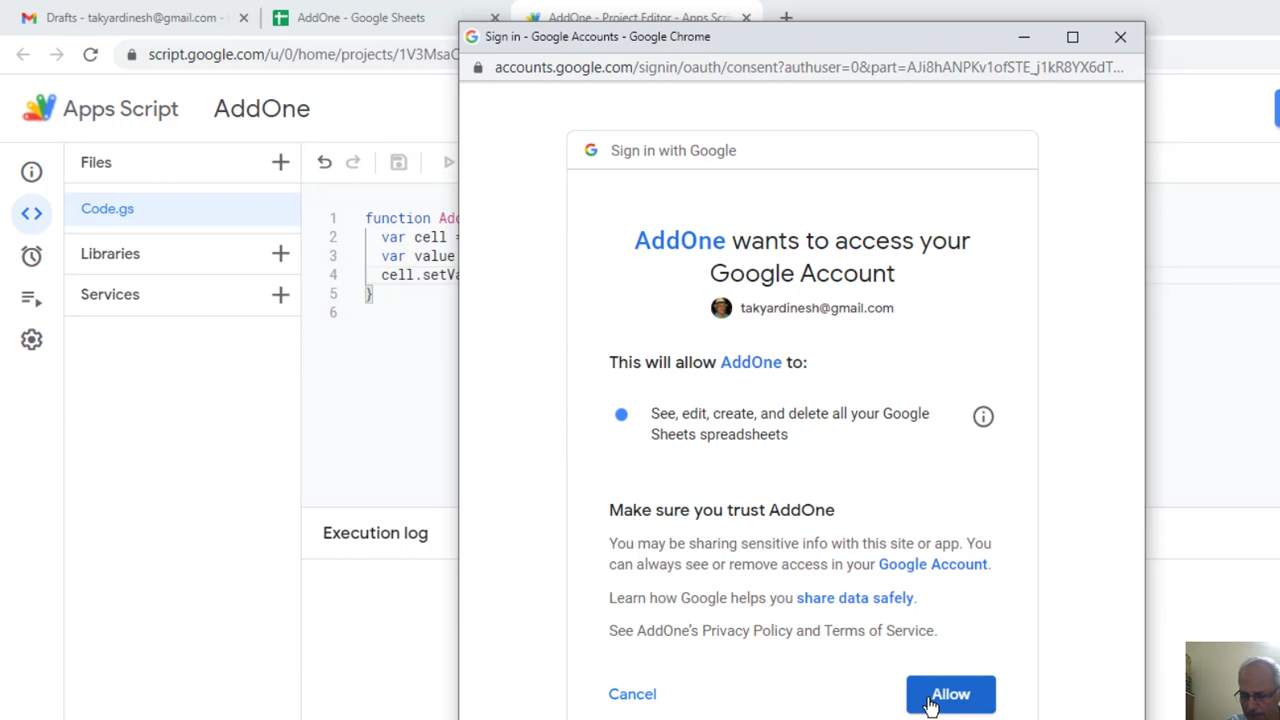 Drafts - takyardinesh@gmail.com -
AddOne - Google Sheets
AddOne - Project Editor - Apps Scri
script.google.com/u/0/home/projects/1V3MsaC
Sign in - Google Accounts - Google Chrome
accounts.google.com/signin/oauth/consent?authuser=0&part=AJi8hANPKv1ofSTE_j1kR8YX6dT...
Apps Script
AddOne
Files
Code.gs
Libraries
Services
1 function Add
2 var cell =
3 var value
4 cell.setVa
5 }
6
Execution log
Sign in with Google
AddOne wants to access your
Google Account
takyardinesh@gmail.com
This will allow AddOne to:
See, edit, create, and delete all your Google
Sheets spreadsheets
Make sure you trust AddOne
You may be sharing sensitive info with this site or app. You
can always see or remove access in your Google Account.
Learn how Google helps you share data safely.
See AddOne's Privacy Policy and Terms of Service.
Cancel
Allow